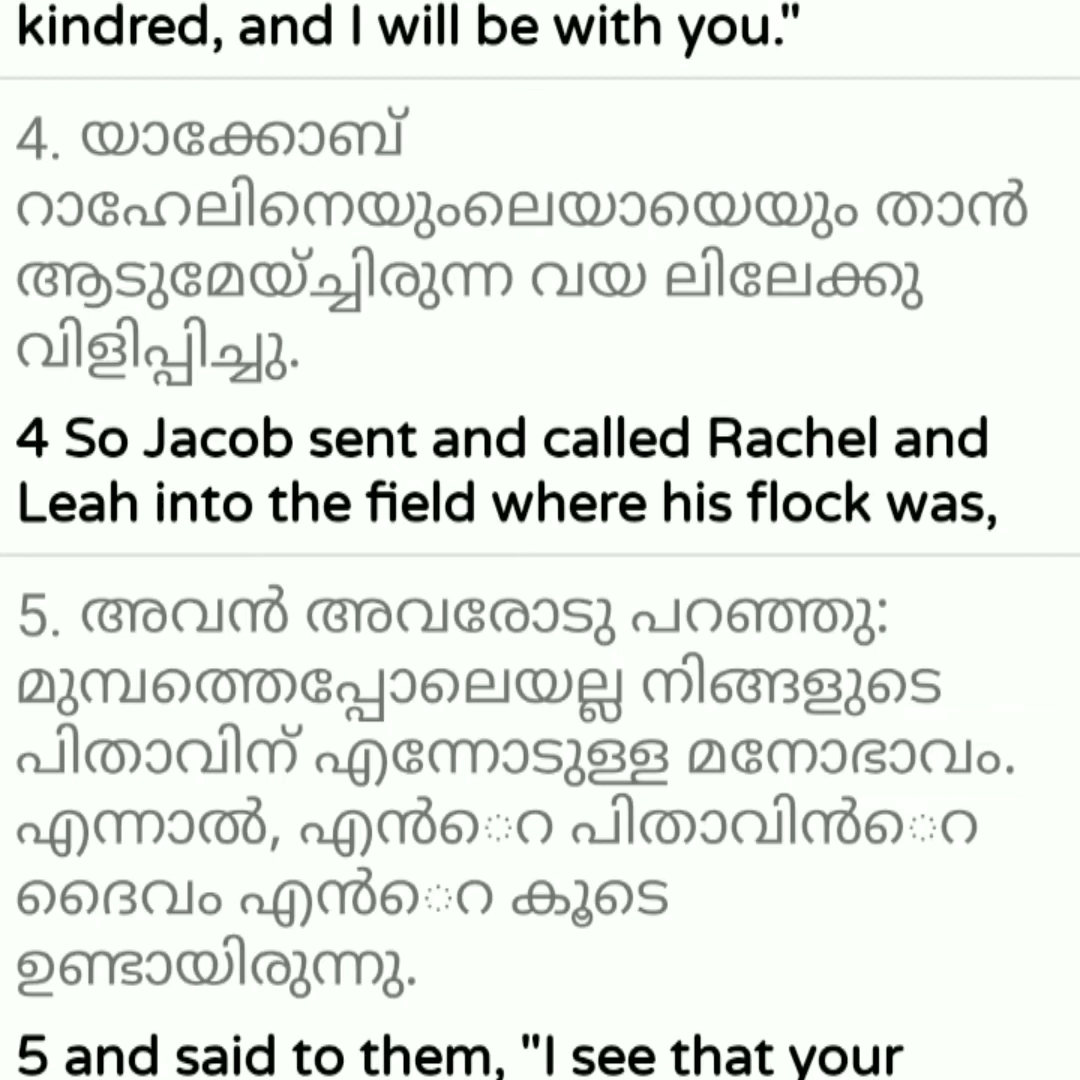 kindred, and I will be with you."
4. യാക്കോബ്
റാഹേലിനെയുംലെയായെയും താൻ
ആടുമേയ്ച്ചിരുന്ന വയ ലിലേക്കു
വിളിപ്പിച്ചു.
4 So Jacob sent and called Rachel and
Leah into the field where his flock was,
5. അവൻ അവരോടു പറഞ്ഞു:
മുമ്പത്തെപ്പോലെയല്ല നിങ്ങളുടെ
പിതാവിന് എന്നോടുള്ള മനോഭാവം.
എന്നാൽ, എൻെറ പിതാവിൻെറ
ദൈവം എൻെറ കൂടെ
ഉണ്ടായിരുന്നു.
5 and said to them, "I see that your